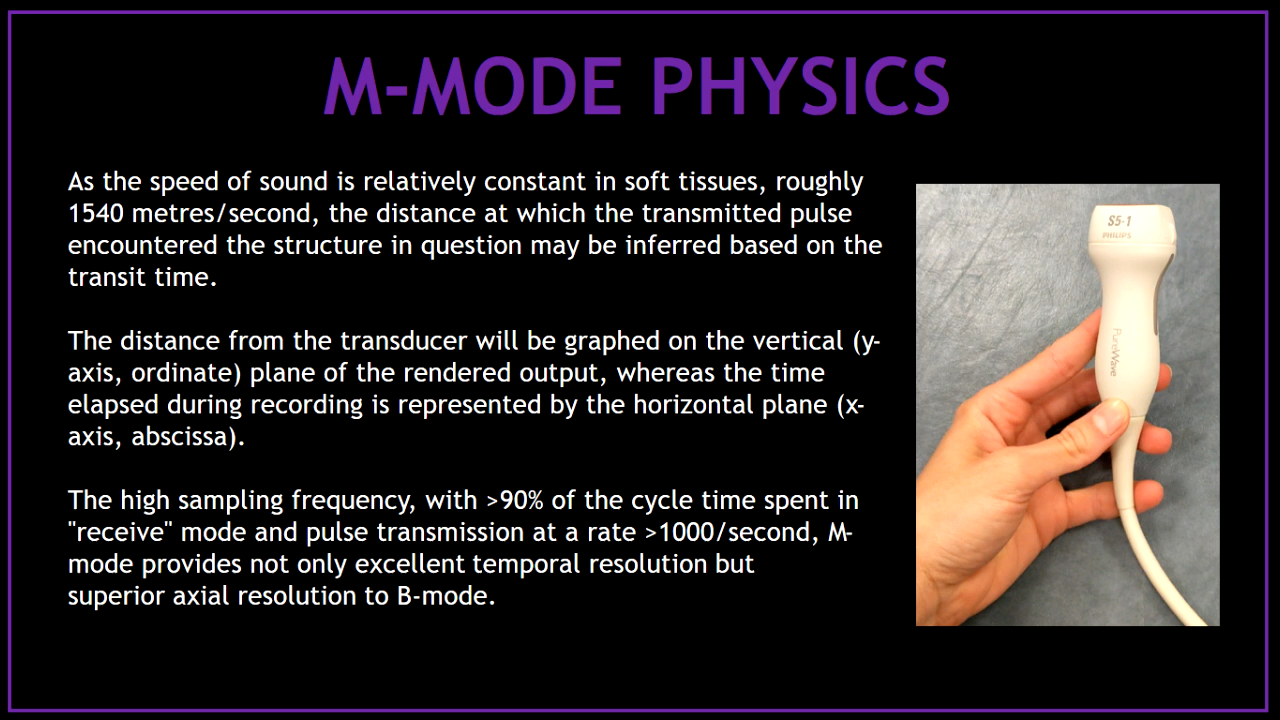 M-MODE PHYSICS
As the speed of sound is relatively constant in soft tissues, roughly
1540 metres/second, the distance at which the transmitted pulse
encountered the structure in question may be inferred based on the
transit time.
The distance from the transducer will be graphed on the vertical (y-
axis, ordinate) plane of the rendered output, whereas the time
elapsed during recording is represented by the horizontal plane (x-
axis, abscissa).
The high sampling frequency, with >90% of the cycle time spent in
"receive" mode and pulse transmission at a rate >1000/second, M-
mode provides not only excellent temporal resolution but
superior axial resolution to B-mode.
S5-1
PHILIPS
PureWave